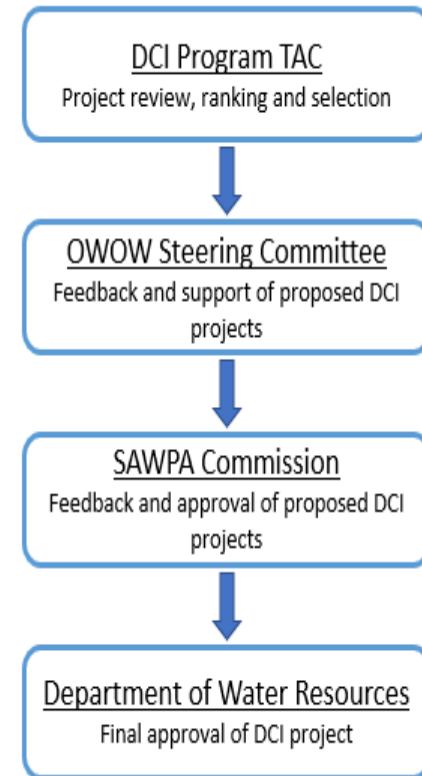 DCI Program TAC
Project review, ranking and selection
OWOW Steering Committee
Feedback and support of proposed DCI
projects
SAWPA Commission
Feedback and approval of proposed DCI
projects
Department of Water Resources
Final approval of DCI project